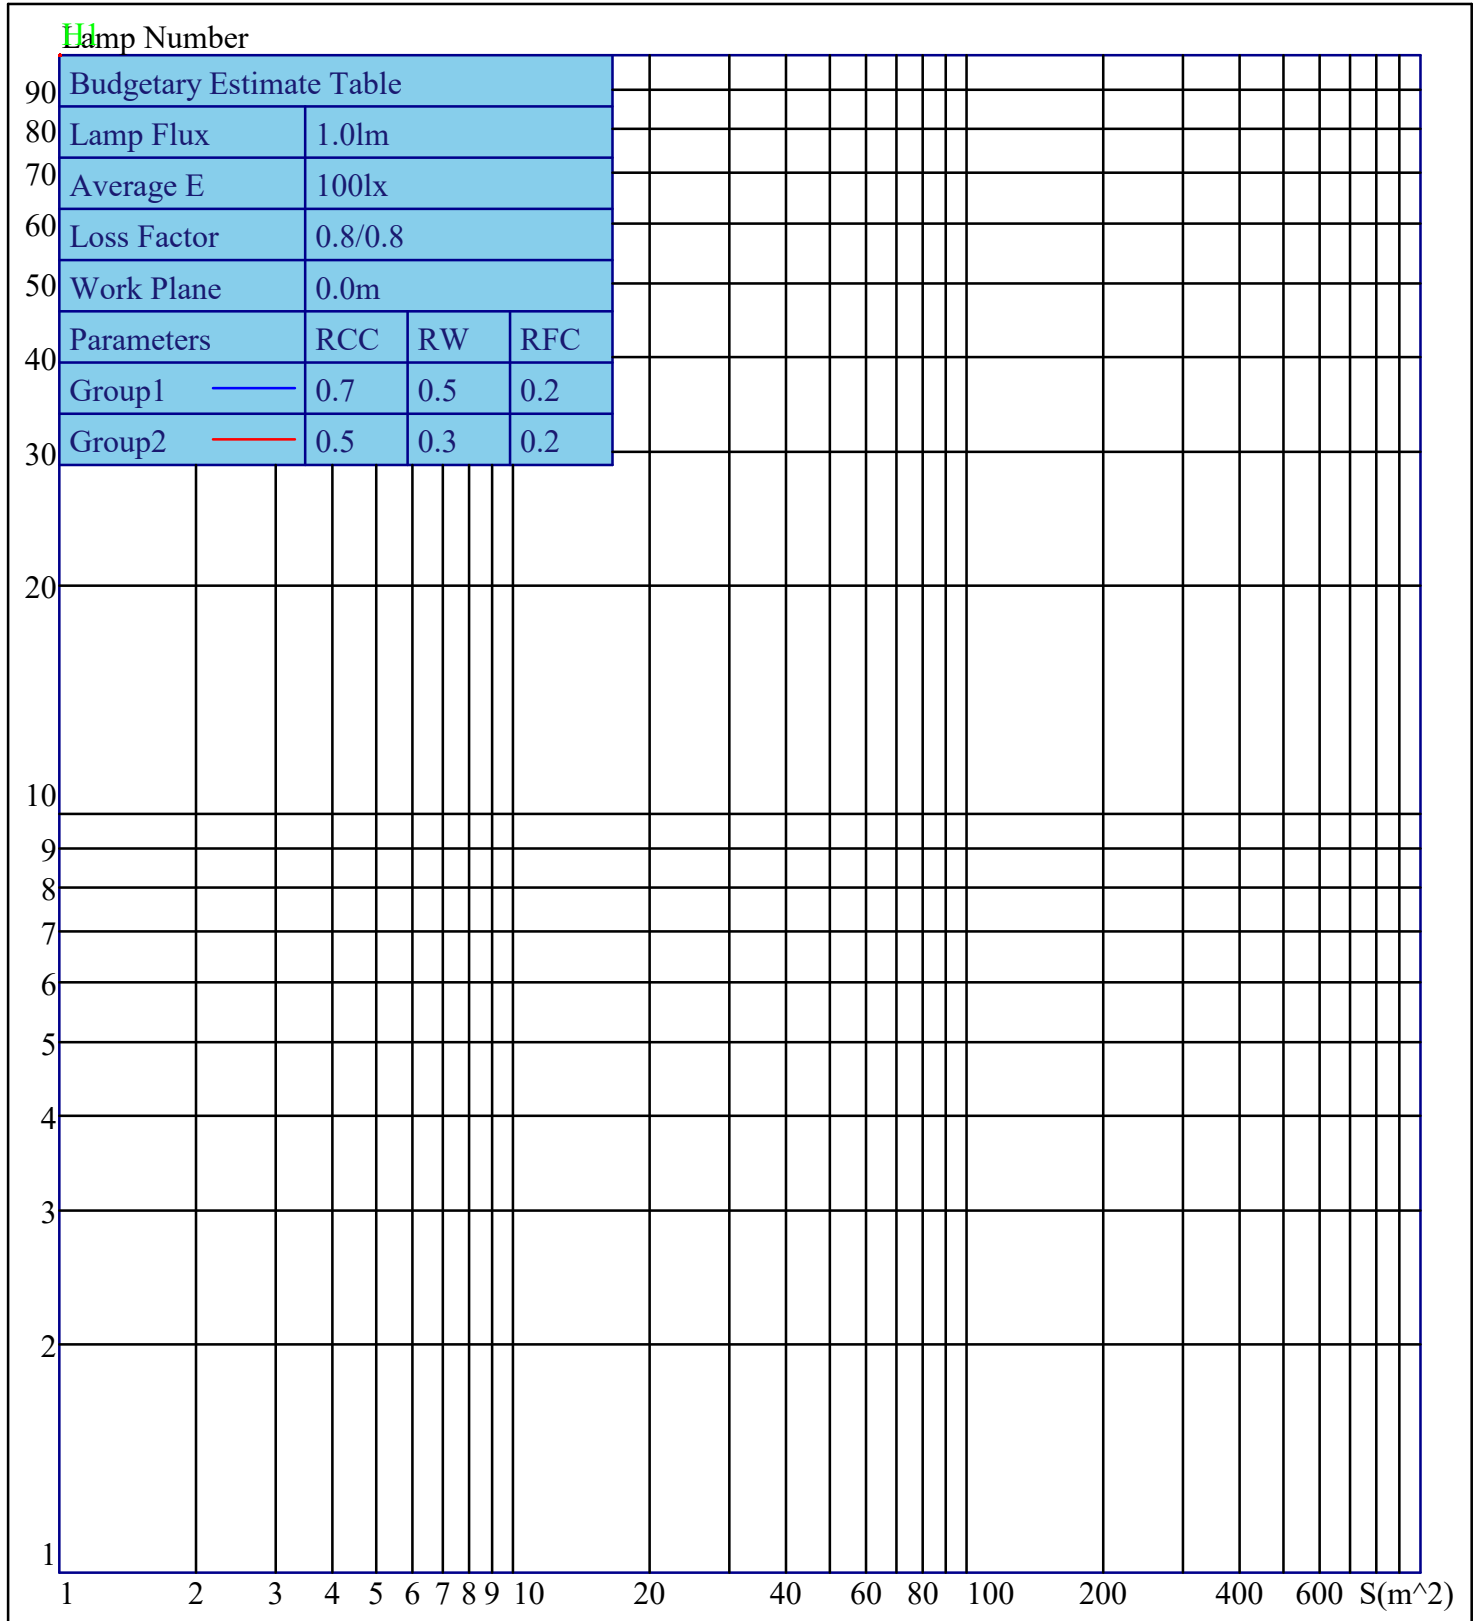 Lamp Number
Budgetary Estimate Table
Lamp Flux 1.0lm
Average E 100lx
Loss Factor 0.8/0.8
Work Plane 0.0m
Parameters RCC RW RFC
Group1 0.7 0.5 0.2
Group2 0.5 0.3 0.2
90
80
70
60
50
40
30
20
10
9
8
7
6
5
4
3
2
1
1 2 3 4 5 6 7 8 9 10 20 40 60 80 100 200 400 600 S(m^2)